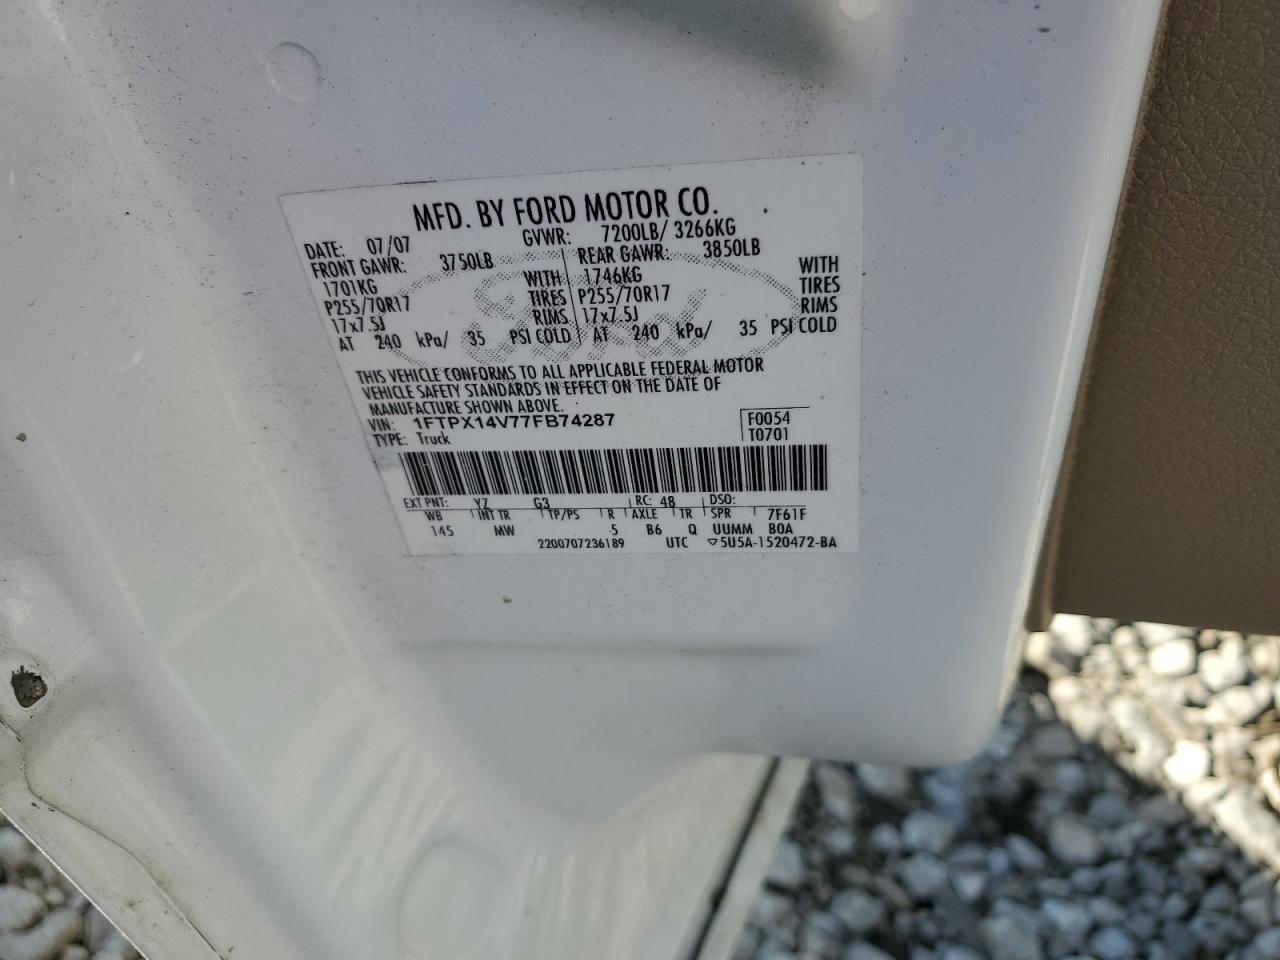 MFD. BY FORD MOTOR CO.
DATE: 07/07 GVWR: 7200LB/ 3266KG
FRONT GAWR: 3750LB REAR GAWR: 3850LB
1701KG WITH 1746KG WITH
P255/70R17 TIRES P255/70R17 TIRES
17x7.5J RIMS 17x7.5J RIMS
AT 240 kPa/ 35 PSI COLD AT 240 kPa/ 35 PSI COLD
THIS VEHICLE CONFORMS TO ALL APPLICABLE FEDERAL MOTOR
VEHICLE SAFETY STANDARDS IN EFFECT ON THE DATE OF
MANUFACTURE SHOWN ABOVE.
VIN: 1FTPX14V77FB74287 F0054
TYPE: Truck T0701
EXT PNT: YZ G3 RC: 48 DSO:
WB INT TR TP/PS R AXLE TR SPR 7F61F
145 MW 5 B6 Q UUMM BOA
2200707236189 UTC ▽5U5A-1520472-BA